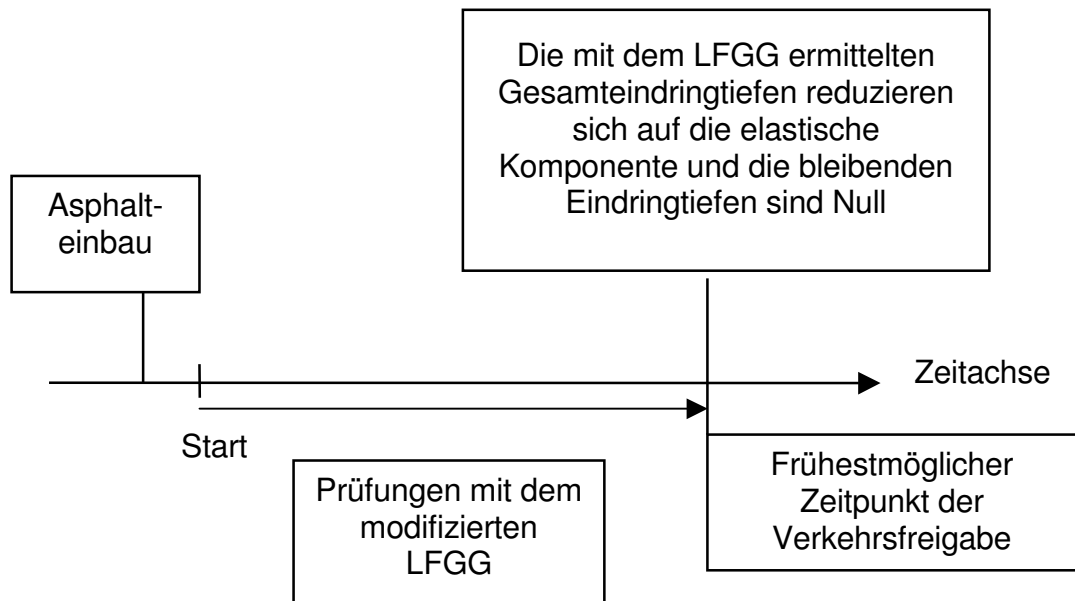 Die mit dem LFGG ermittelten
Gesamteindringtiefen reduzieren
sich auf die elastische
Komponente und die bleibenden
Eindringtiefen sind Null
Asphalt-
einbau
Zeitachse
Start
Prüfungen mit dem
modifizierten
LFGG
Frühestmöglicher
Zeitpunkt der
Verkehrsfreigabe